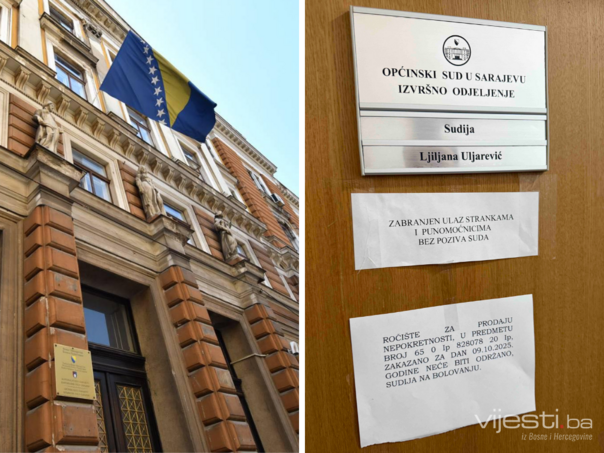 OPĆINSKI SUD U SARAJEVU
IZVRŠNO ODJELJENJE
Sudija
Ljiljana Uljarević
ZABRANJEN ULAZ STRANKAMA
I PUNOMOĆNICIMA
BEZ POZIVA SUDA
ROČIŠTE ZA PRODAJU
NEPOKRETNOSTI, U PREDMETU
BROJ 65 0 Ip 828078 20 Ip,
ZAKAZANO ZA DAN 09.10.2025.
GODINE NEĆE BITI ODRŽANO,
SUDIJA NA BOLOVANJU.
vijesti.ba
Iz Bosne i Hercegovine